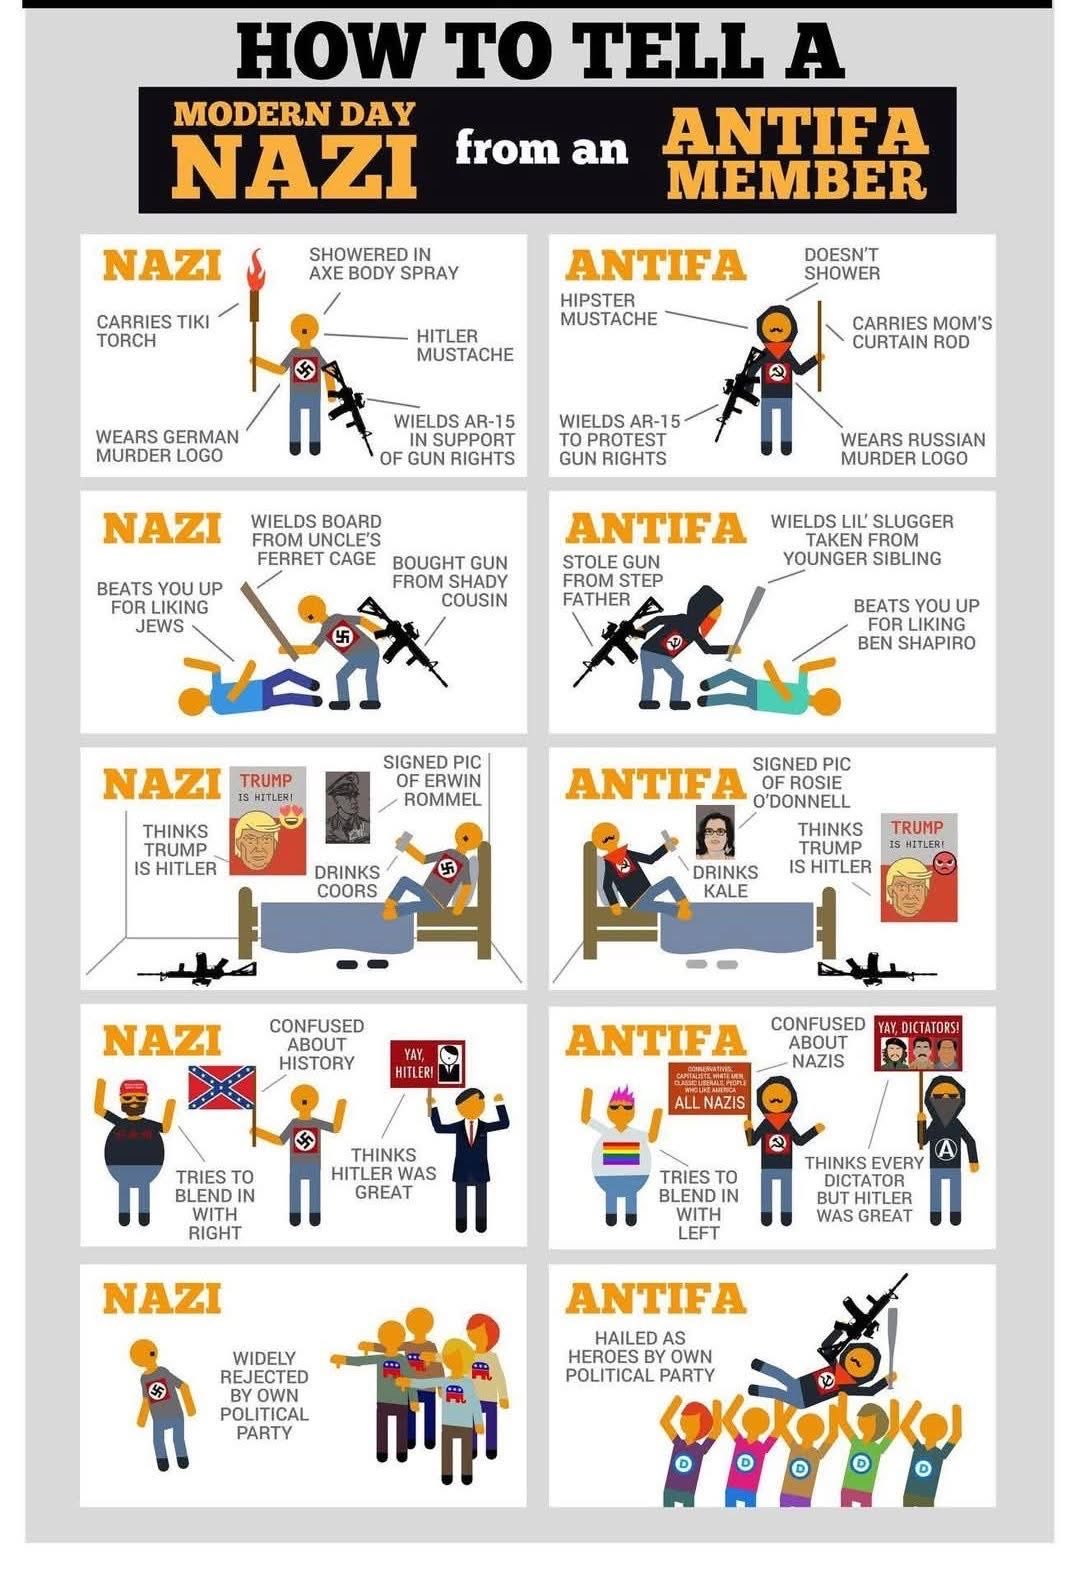 HOW TO TELL A
MODERN DAY
NAZI
from an
ANTIFA
MEMBER
NAZI
SHOWERED IN
AXE BODY SPRAY
CARRIES TIKI
TORCH
HITLER
MUSTACHE
WEARS GERMAN
MURDER LOGO
WIELDS AR-15
IN SUPPORT
OF GUN RIGHTS
ANTIFA
DOESN'T
SHOWER
HIPSTER
MUSTACHE
CARRIES MOM'S
CURTAIN ROD
WIELDS AR-15
TO PROTEST
GUN RIGHTS
WEARS RUSSIAN
MURDER LOGO
NAZI
WIELDS BOARD
FROM UNCLE'S
FERRET CAGE
BOUGHT GUN
FROM SHADY
COUSIN
BEATS YOU UP
FOR LIKING
JEWS
ANTIFA
WIELDS LIL' SLUGGER
TAKEN FROM
YOUNGER SIBLING
STOLE GUN
FROM STEP
FATHER
BEATS YOU UP
FOR LIKING
BEN SHAPIRO
NAZI
TRUMP
IS HITLER!
SIGNED PIC
OF ERWIN
ROMMEL
THINKS
TRUMP
IS HITLER
DRINKS
COORS
ANTIFA
SIGNED PIC
OF ROSIE
O'DONNELL
THINKS
TRUMP
IS HITLER
TRUMP
IS HITLER!
DRINKS
KALE
NAZI
CONFUSED
ABOUT
HISTORY
YAY,
HITLER!
TRIES TO
BLEND IN
WITH
RIGHT
THINKS
HITLER WAS
GREAT
ANTIFA
CONFUSED
ABOUT
NAZIS
YAY, DICTATORS!
CONSERVATIVES,
CAPITALISTS, WHITE MEN,
CLASSIC LIBERALS, PEOPLE
WHO LIKE AMERICA
ALL NAZIS
TRIES TO
BLEND IN
WITH
LEFT
THINKS EVERY
DICTATOR
BUT HITLER
WAS GREAT
A
NAZI
WIDELY
REJECTED
BY OWN
POLITICAL
PARTY
ANTIFA
HAILED AS
HEROES BY OWN
POLITICAL PARTY
D
D
D
D
D